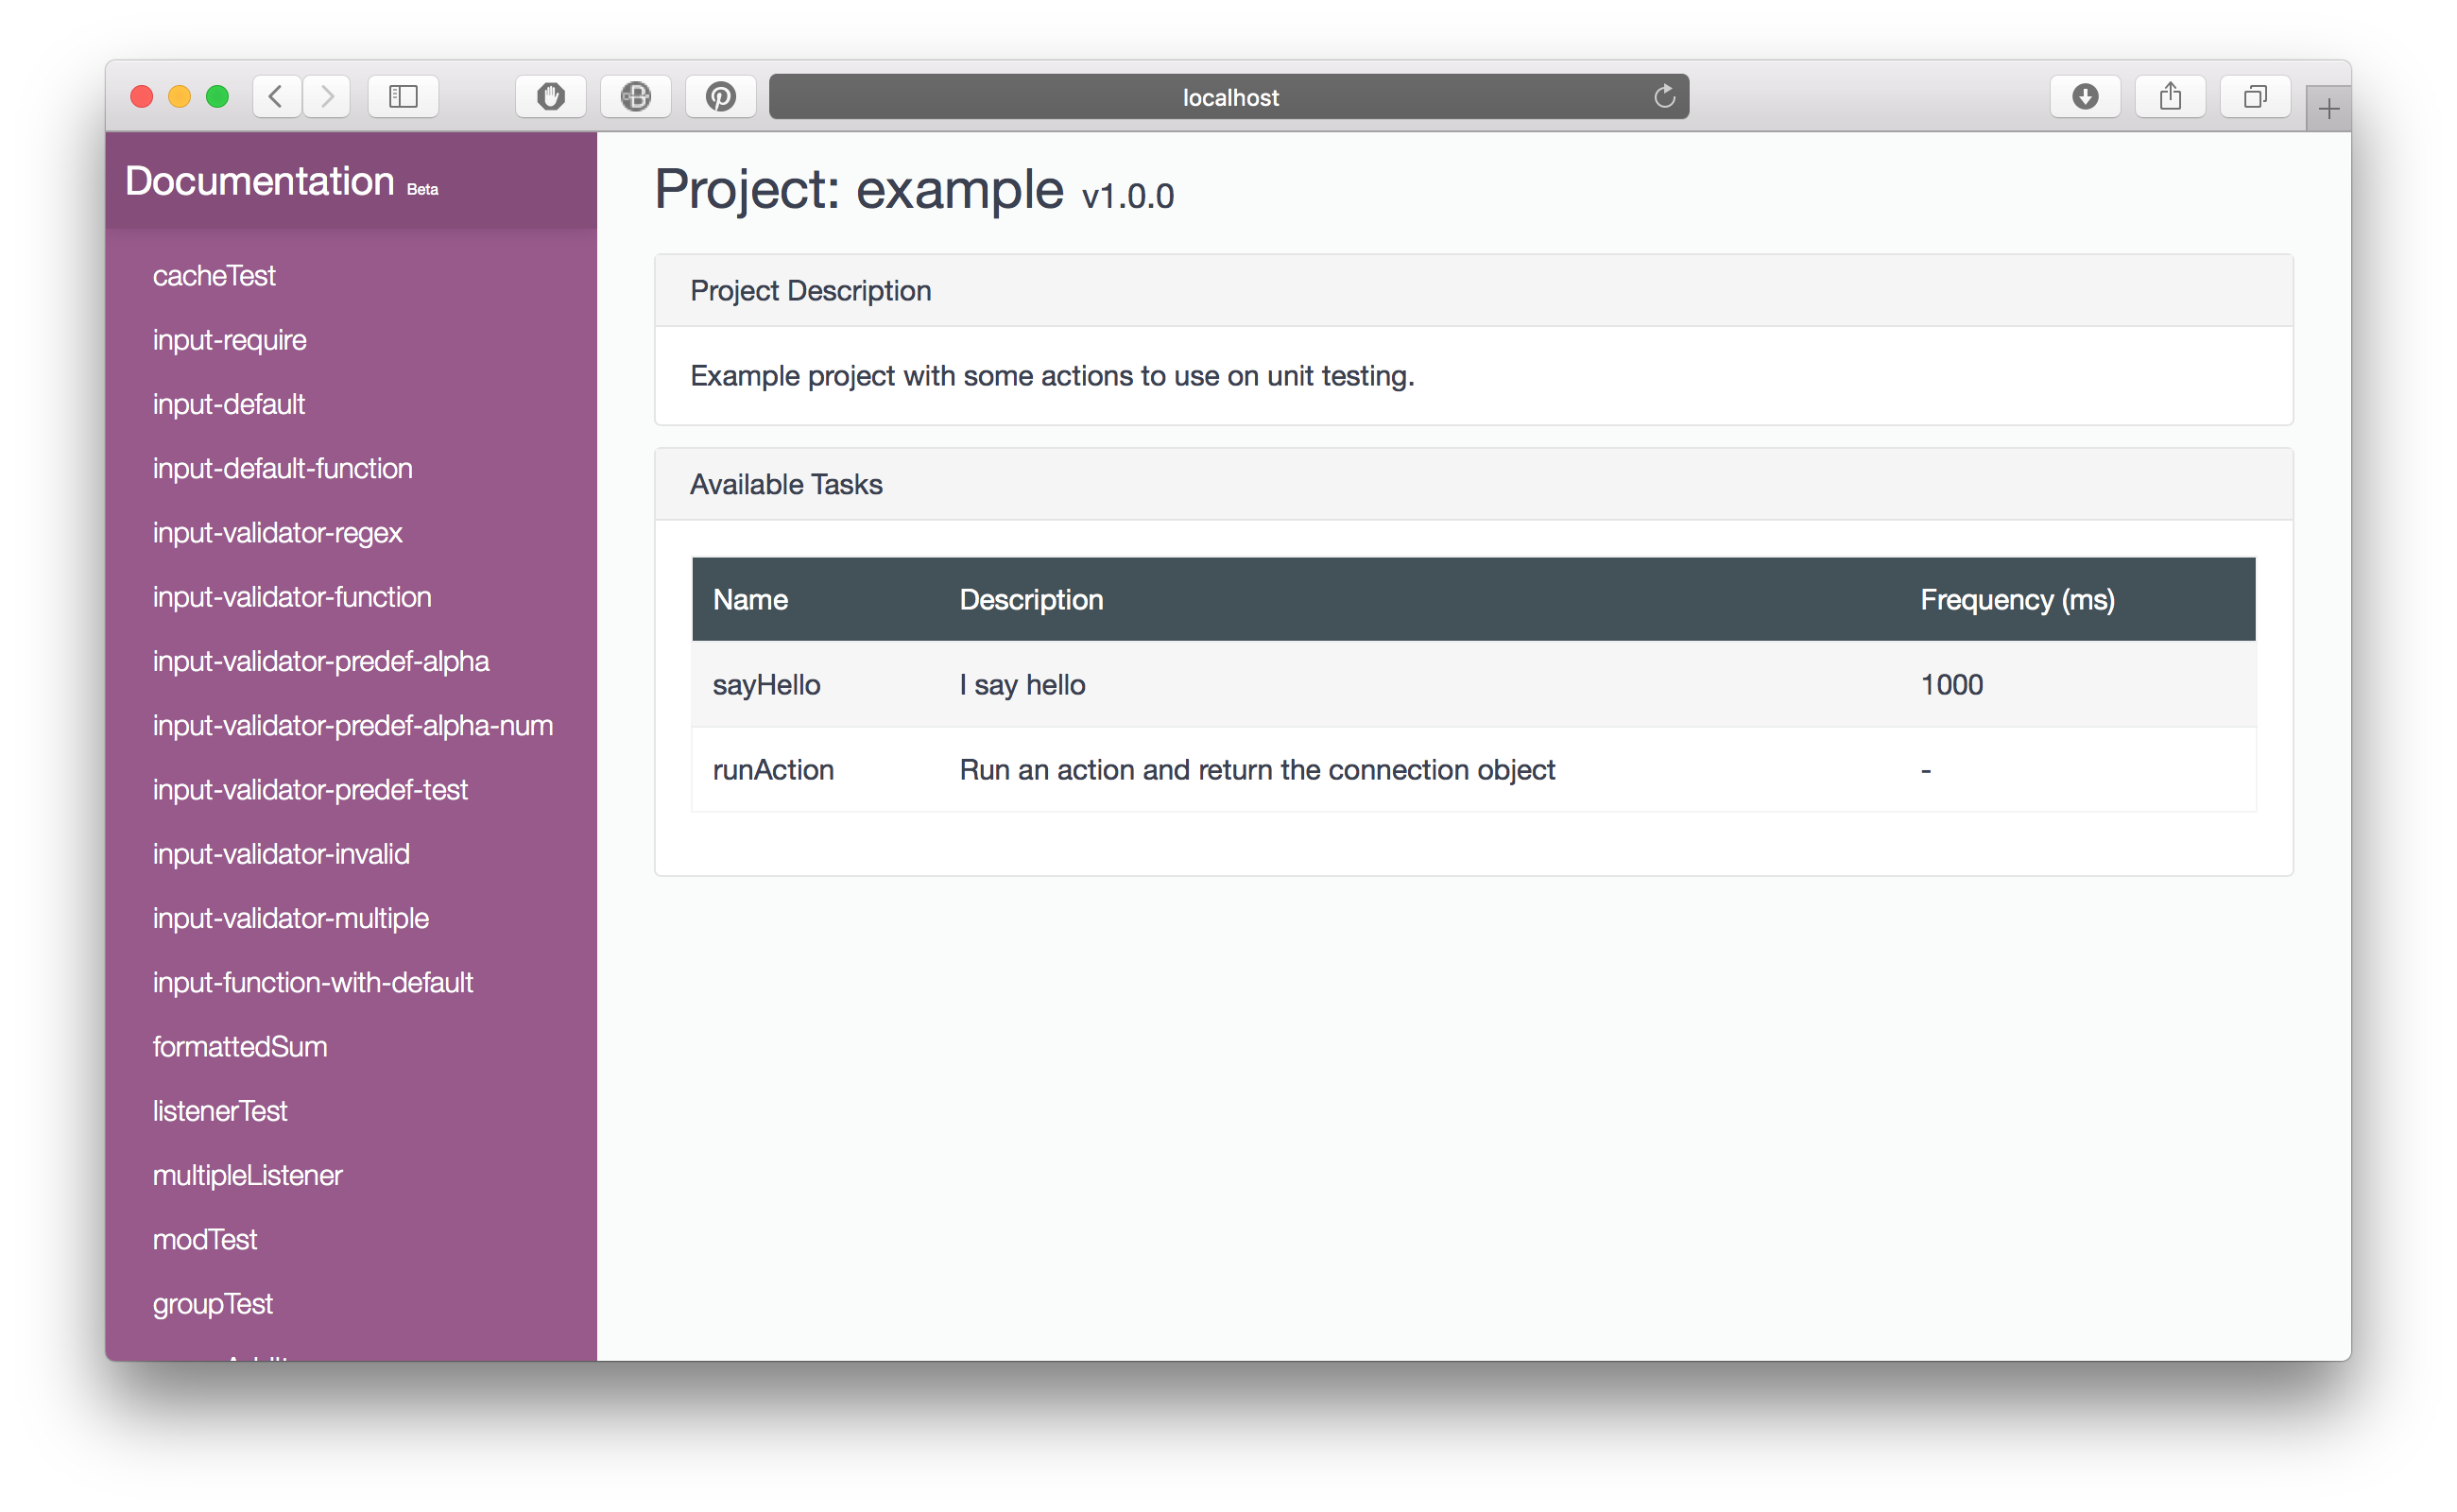 localhost
Documentation Beta
cacheTest
input-require
input-default
input-default-function
input-validator-regex
input-validator-function
input-validator-predef-alpha
input-validator-predef-alpha-num
input-validator-predef-test
input-validator-invalid
input-validator-multiple
input-function-with-default
formattedSum
listenerTest
multipleListener
modTest
groupTest
Project: example v1.0.0
Project Description
Example project with some actions to use on unit testing.
Available Tasks
Name Description Frequency (ms)
sayHello I say hello 1000
runAction Run an action and return the connection object -